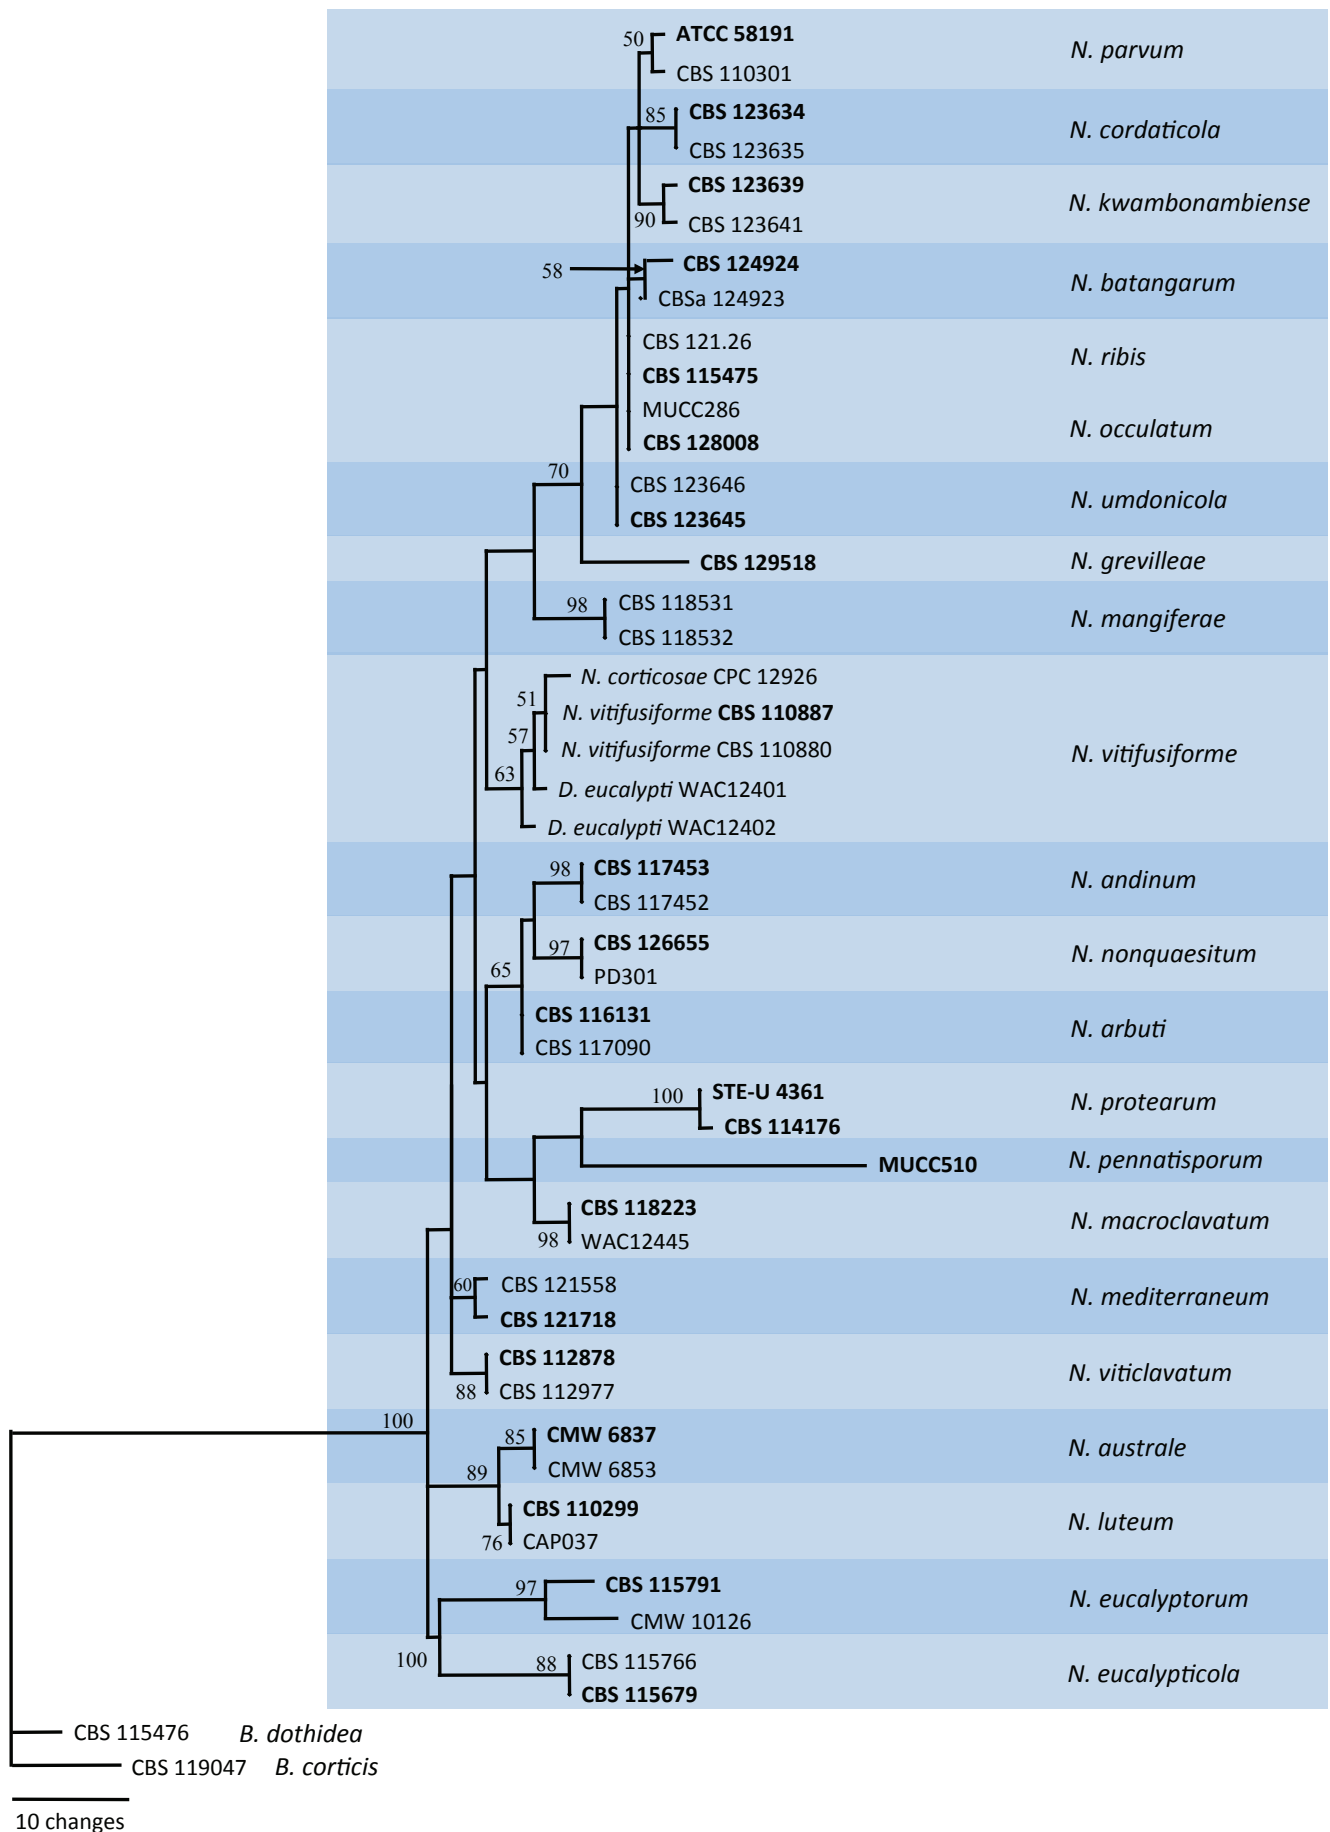 50 ATCC 58191 N. parvum
CBS 110301
85 CBS 123634 N. cordaticola
CBS 123635
CBS 123639 N. kwambonambiense
90 CBS 123641
58 CBS 124924 N. batangarum
CBSa 124923
CBS 121.26 N. ribis
CBS 115475
MUCC286 N. occulatum
CBS 128008
70 CBS 123646 N. umdonicola
CBS 123645
CBS 129518 N. grevilleae
98 CBS 118531 N. mangiferae
CBS 118532
N. corticosae CPC 12926
51 N. vitifusiforme CBS 110887
57 N. vitifusiforme CBS 110880 N. vitifusiforme
63 D. eucalypti WAC12401
D. eucalypti WAC12402
98 CBS 117453 N. andinum
CBS 117452
97 CBS 126655 N. nonquaesitum
65 PD301
CBS 116131 N. arbuti
CBS 117090
100 STE-U 4361 N. protearum
CBS 114176
MUCC510 N. pennatisporum
CBS 118223 N. macroclavatum
98 WAC12445
60 CBS 121558 N. mediterraneum
CBS 121718
CBS 112878 N. viticlavatum
88 CBS 112977
100
85 CMW 6837 N. australe
89 CMW 6853
CBS 110299 N. luteum
76 CAP037
97 CBS 115791 N. eucalyptorum
CMW 10126
100 88 CBS 115766 N. eucalypticola
CBS 115679
CBS 115476 B. dothidea
CBS 119047 B. corticis
10 changes